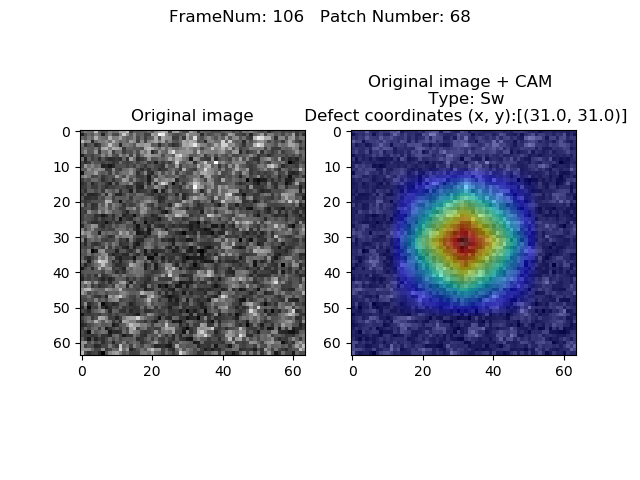 FrameNum: 106   Patch Number: 68
Original image
Original image + CAM
Type: Sw
Defect coordinates (x, y):[(31.0, 31.0)]
0
10
20
30
40
50
60
0 20 40 60
0
10
20
30
40
50
60
0 20 40 60